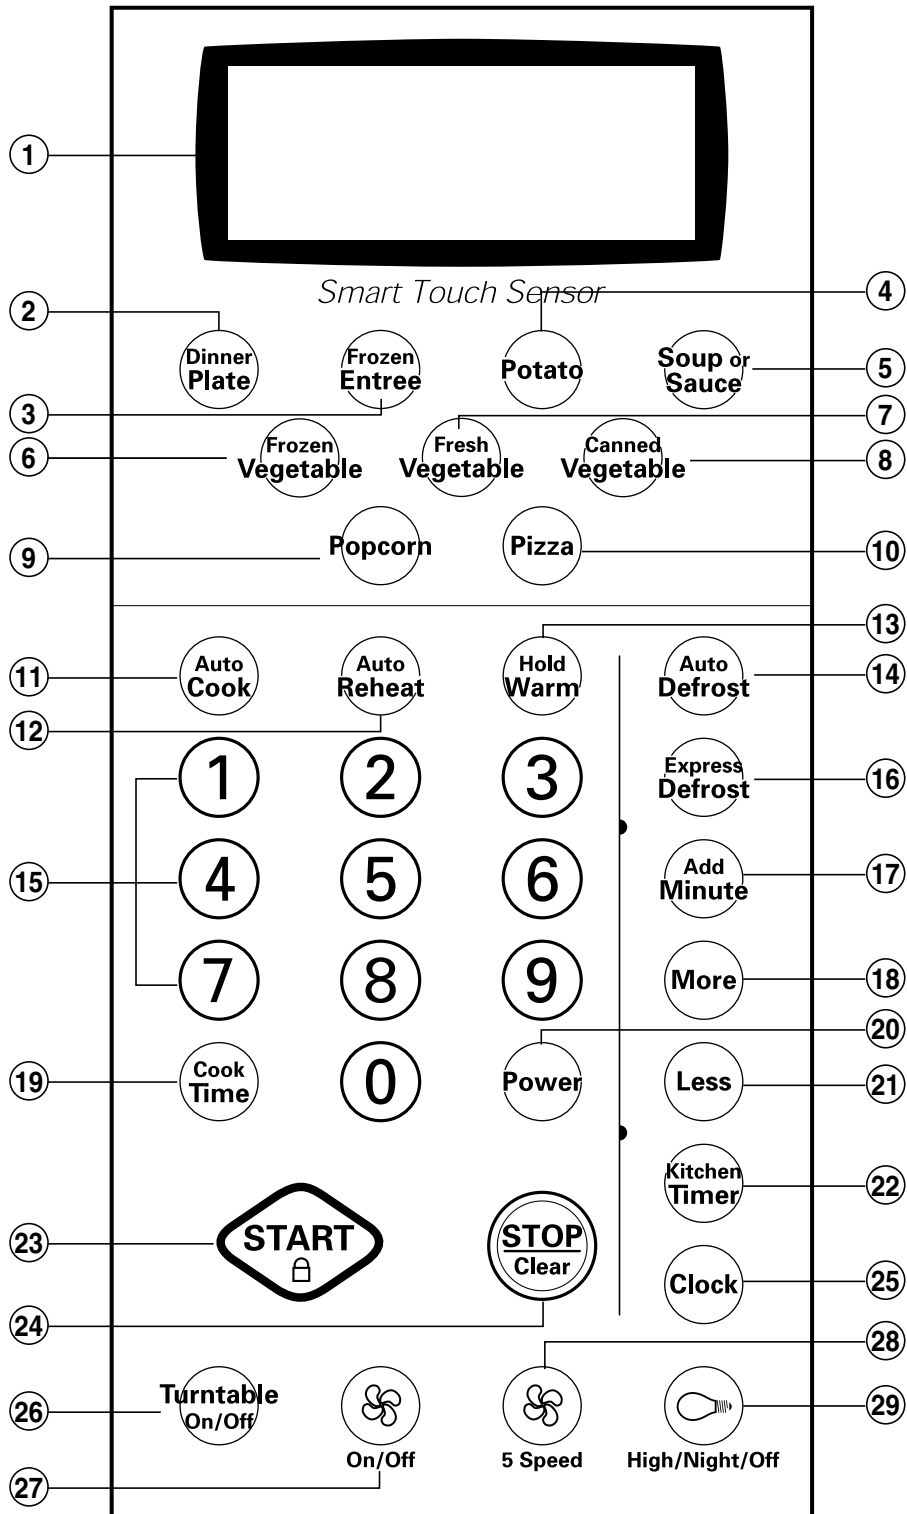 1
Smart Touch Sensor
2
4
Dinner
Plate
Frozen
Entree
Potato
Soup or
Sauce
5
3
7
6
Frozen
Vegetable
Fresh
Vegetable
Canned
Vegetable
8
9
Popcorn
Pizza
10
13
11
Auto
Cook
Auto
Reheat
Hold
Warm
Auto
Defrost
14
12
1
2
3
Express
Defrost
16
15
4
5
6
Add
Minute
17
7
8
9
More
18
20
19
Cook
Time
0
Power
Less
21
Kitchen
Timer
22
23
START
STOP
Clear
Clock
25
24
28
26
Turntable
On/Off
29
On/Off
5 Speed
High/Night/Off
27